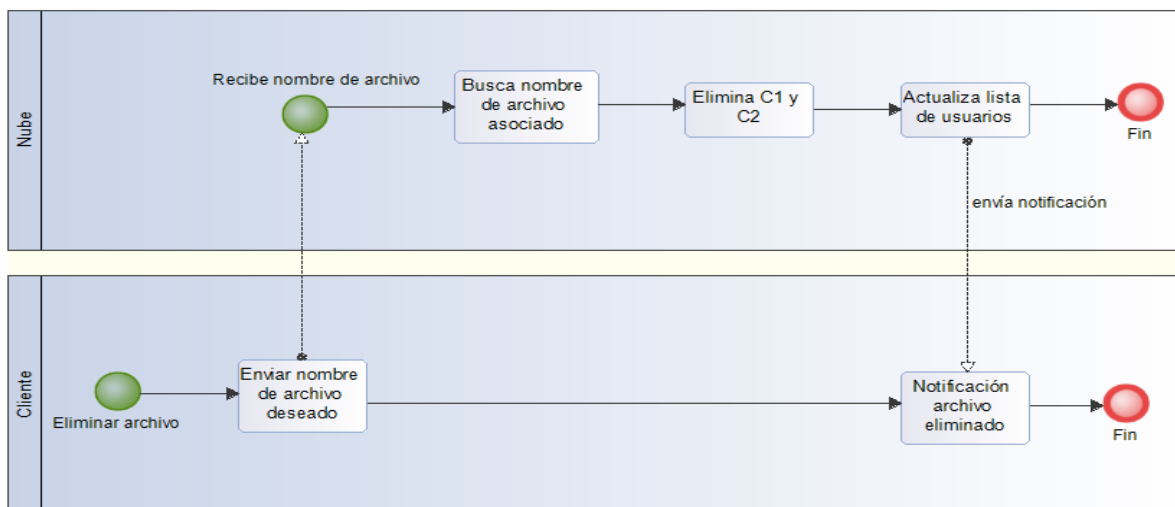 Nube
Recibe nombre de archivo
Busca nombre
de archivo
asociado
Elimina C1 y
C2
Actualiza lista
de usuarios
Fin
envía notificación
Cliente
Eliminar archivo
Enviar nombre
de archivo
deseado
Notificación
archivo
eliminado
Fin